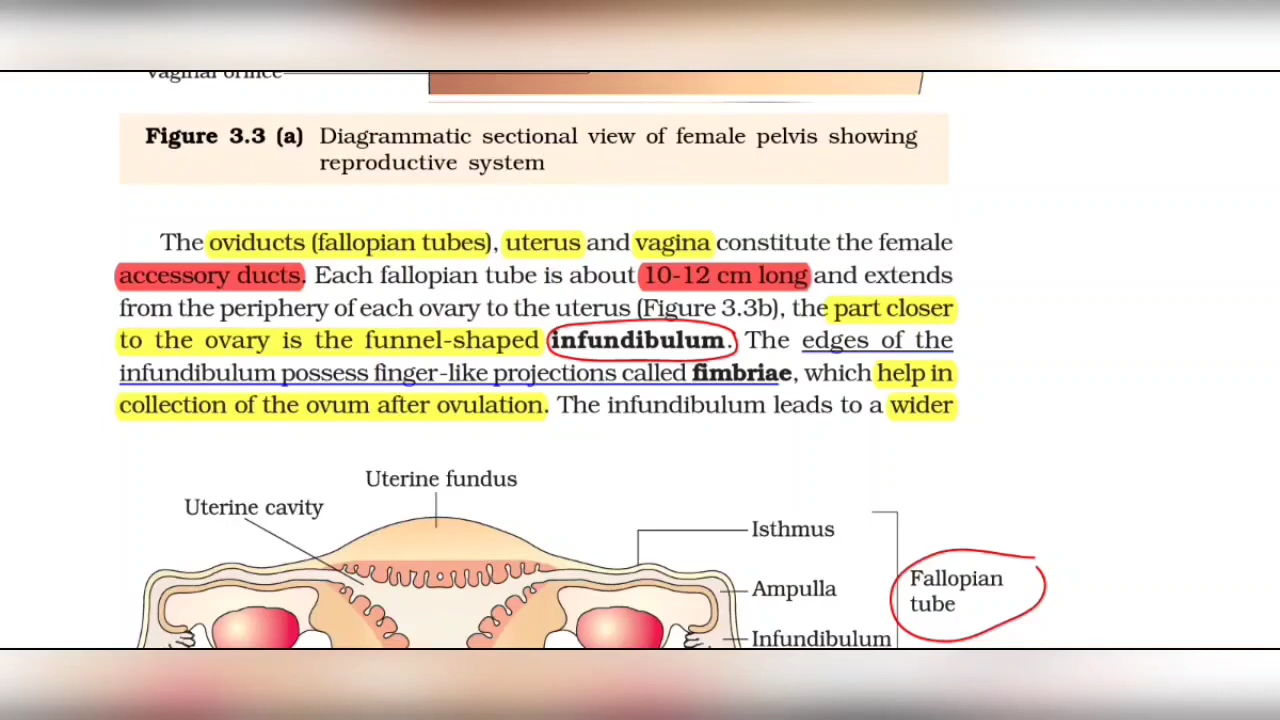 vaginal orifice
Figure 3.3 (a) Diagrammatic sectional view of female pelvis showing
reproductive system
The oviducts (fallopian tubes), uterus and vagina constitute the female
accessory ducts. Each fallopian tube is about 10-12 cm long and extends
from the periphery of each ovary to the uterus (Figure 3.3b), the part closer
to the ovary is the funnel-shaped infundibulum. The edges of the
infundibulum possess finger-like projections called fimbriae, which help in
collection of the ovum after ovulation. The infundibulum leads to a wider
Uterine fundus
Uterine cavity
Isthmus
Ampulla
Infundibulum
Fallopian
tube